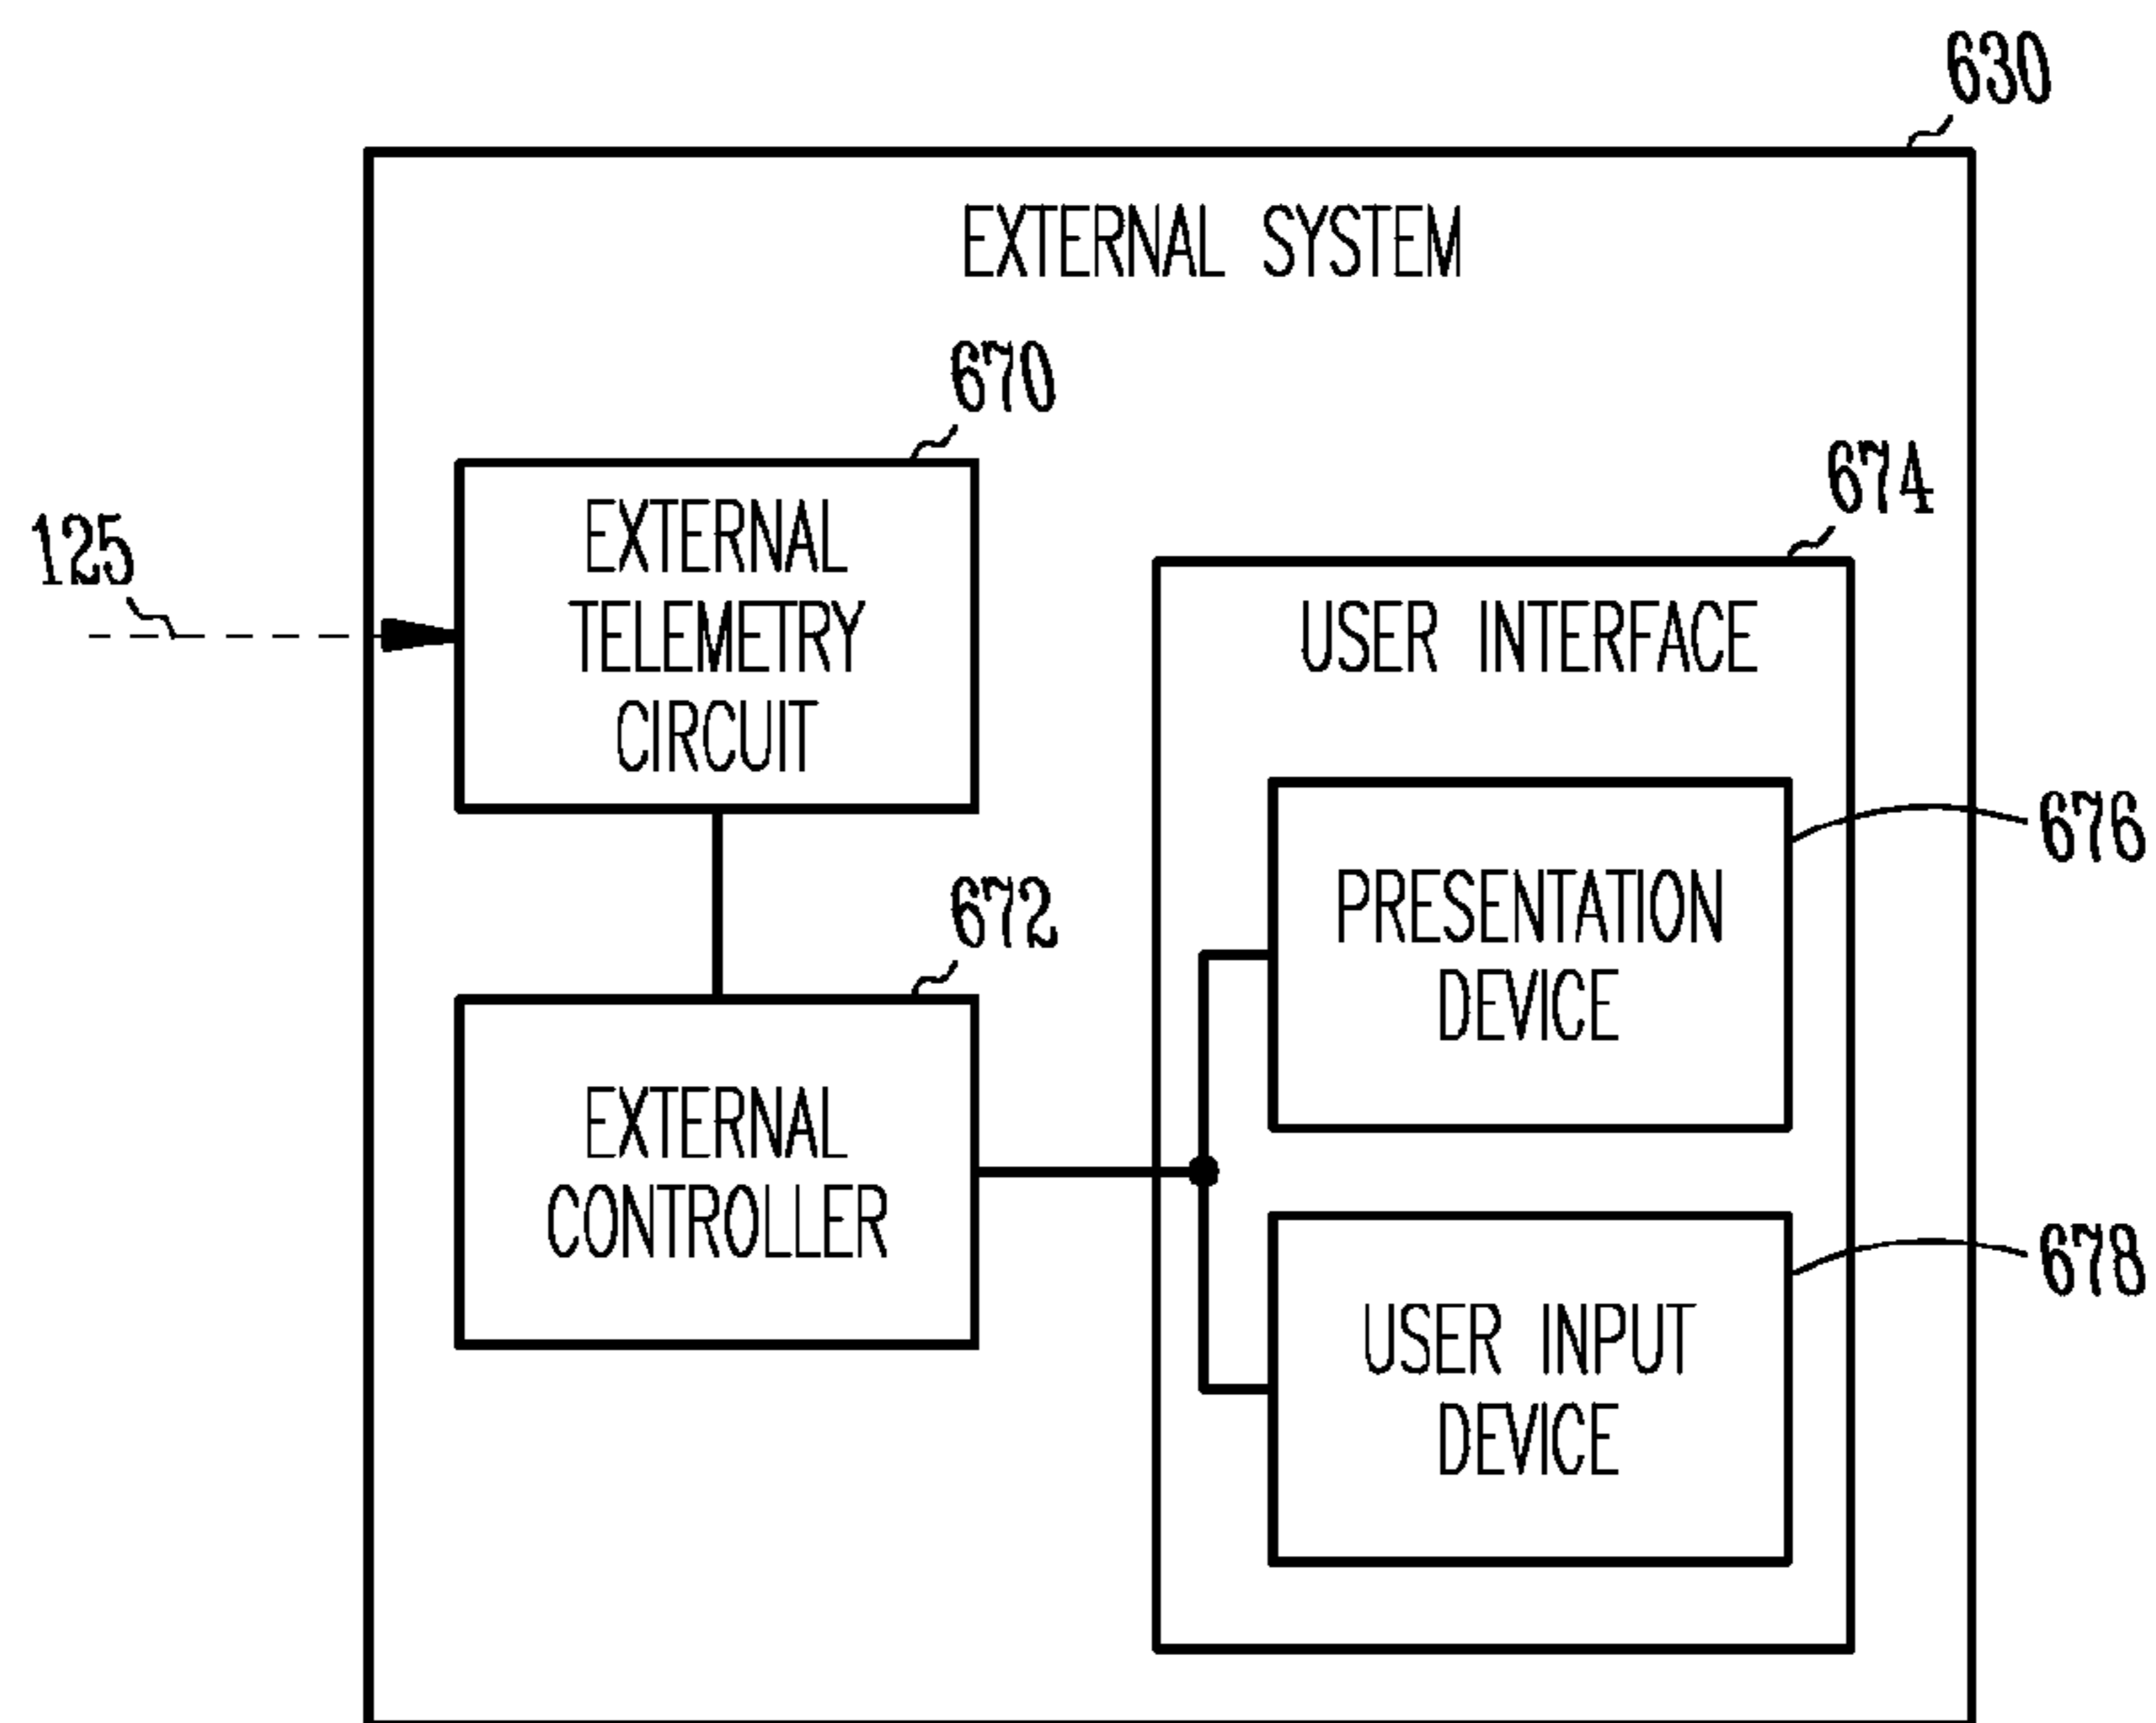 630
EXTERNAL SYSTEM
670
EXTERNAL
TELEMETRY
CIRCUIT
125
674
USER INTERFACE
676
PRESENTATION
DEVICE
672
EXTERNAL
CONTROLLER
678
USER INPUT
DEVICE